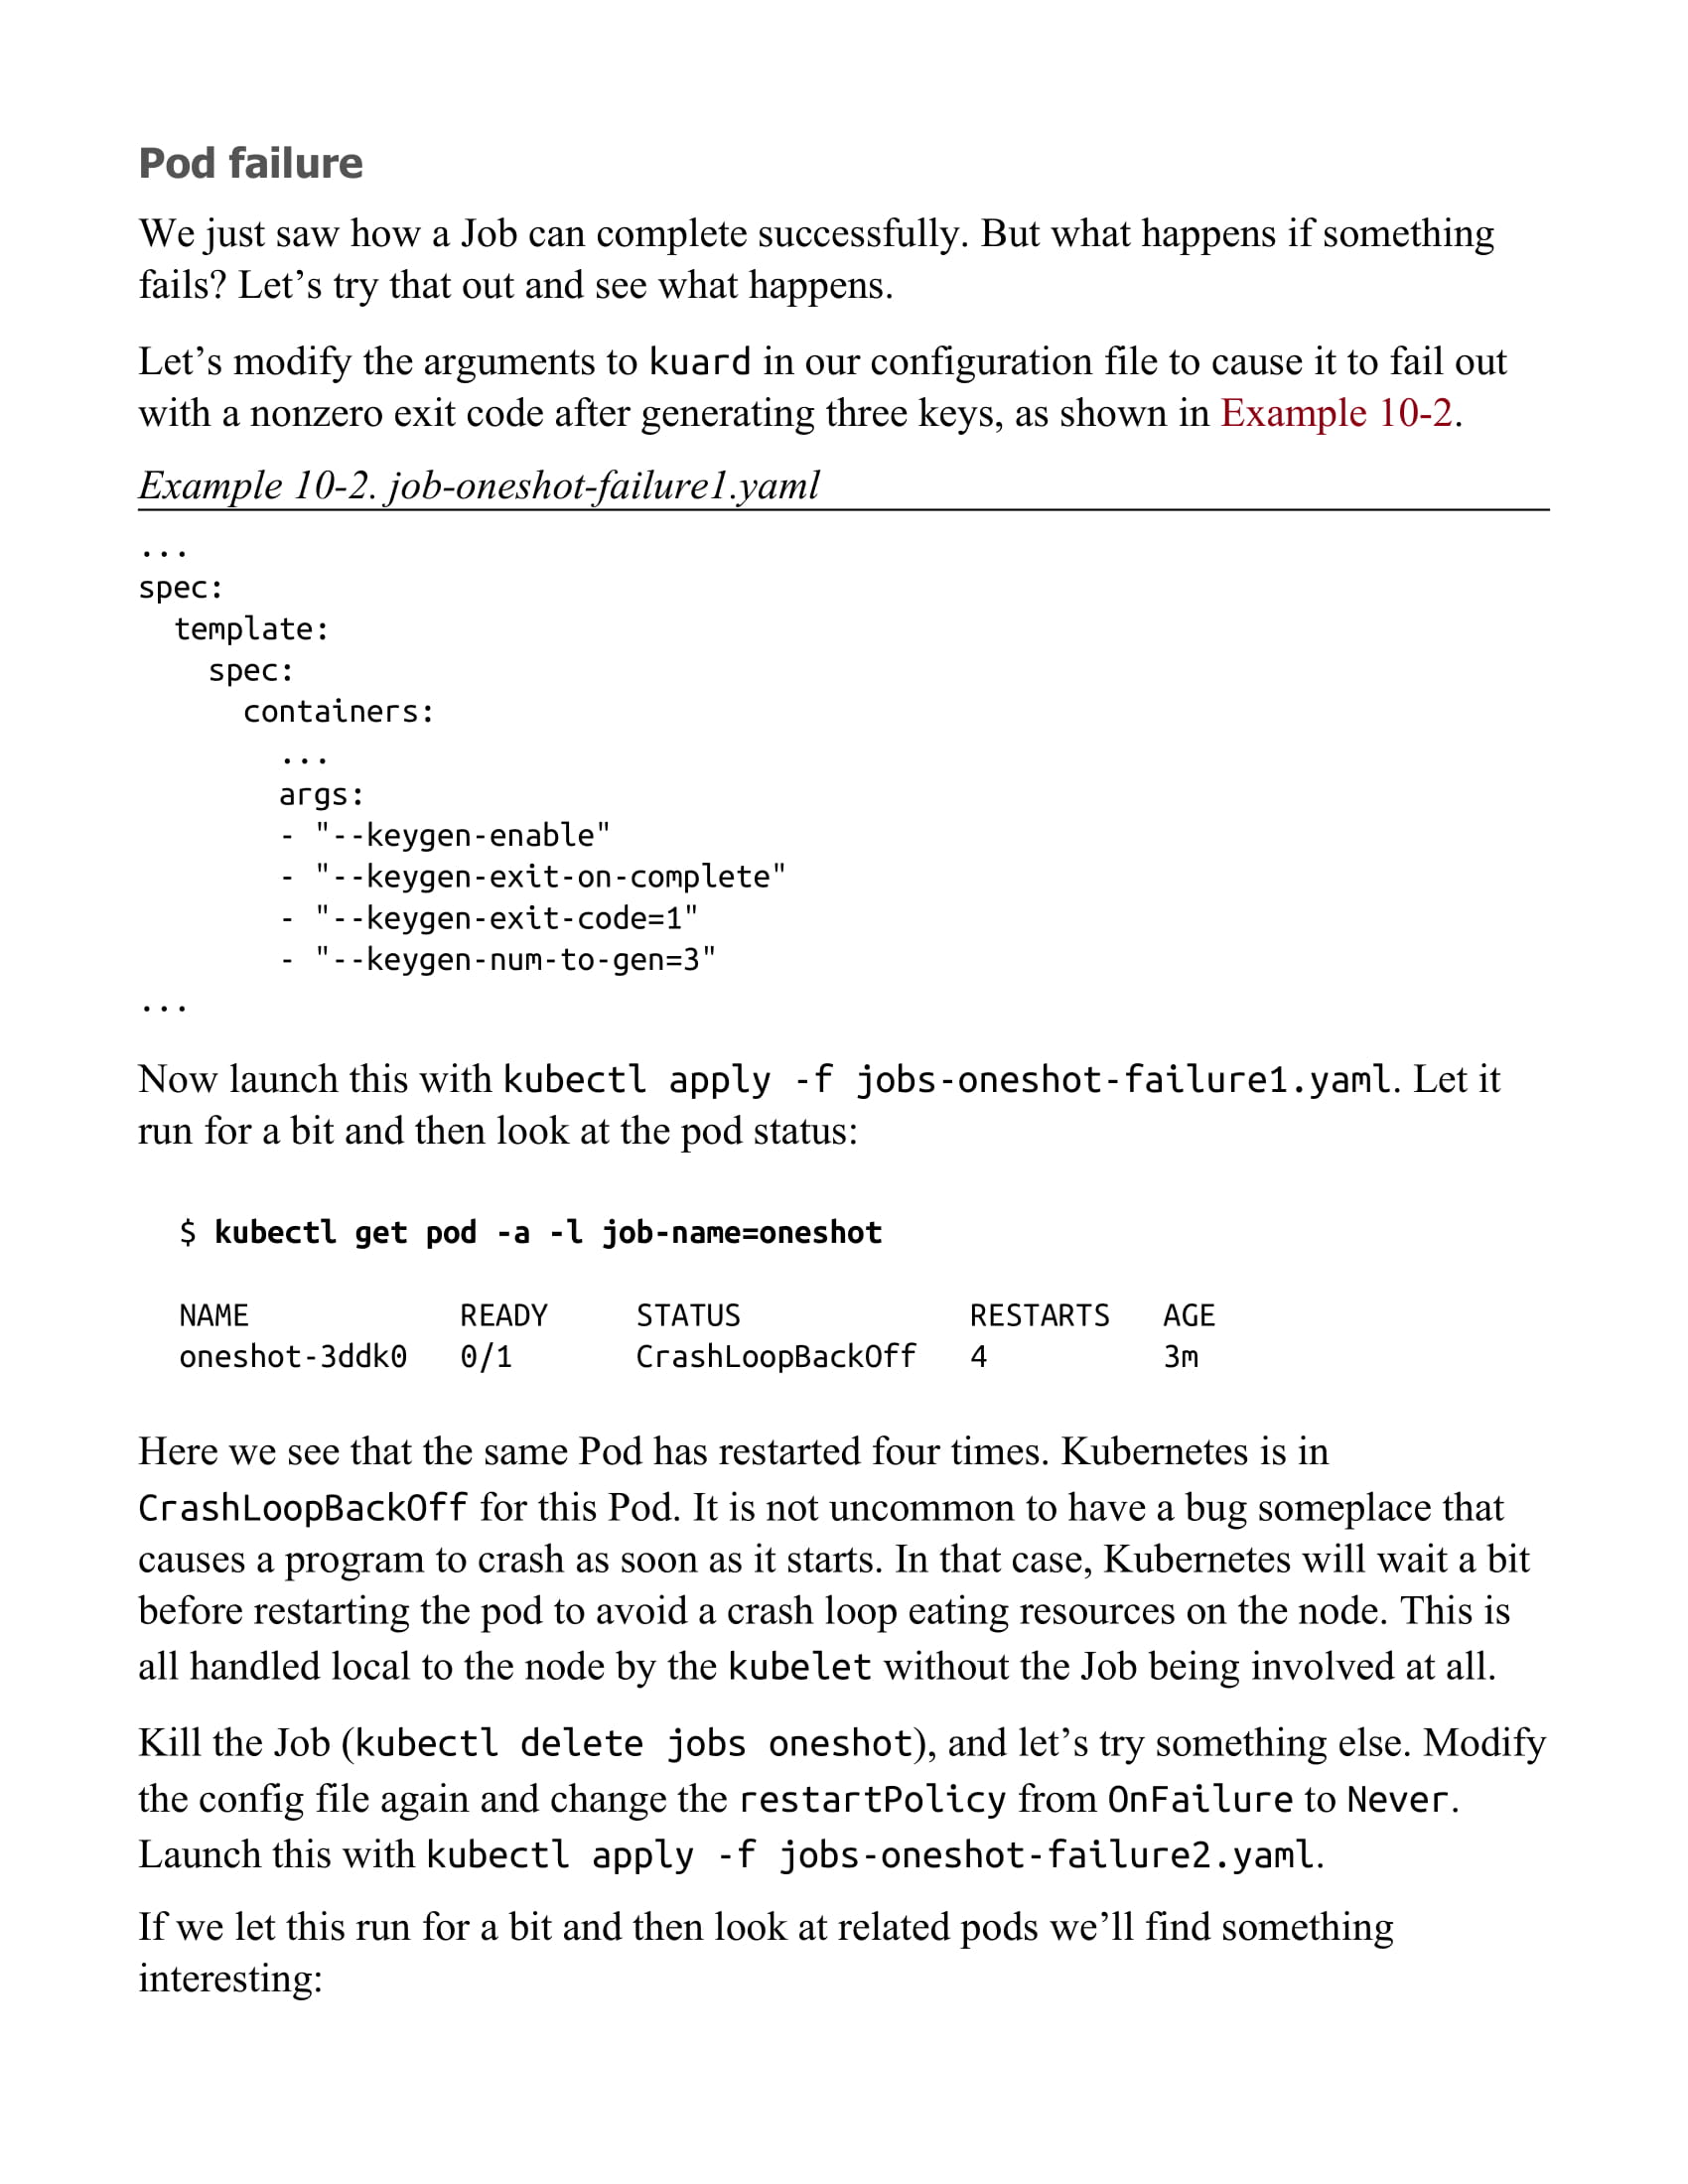 Pod failure
We just saw how a Job can complete successfully. But what happens if something
fails? Let’s try that out and see what happens.
Let’s modify the arguments to kuard in our configuration file to cause it to fail out
with a nonzero exit code after generating three keys, as shown in Example 10-2.
Example 10-2. job-oneshot-failure1.yaml
...
spec:
  template:
    spec:
      containers:
        ...
        args:
        - "--keygen-enable"
        - "--keygen-exit-on-complete"
        - "--keygen-exit-code=1"
        - "--keygen-num-to-gen=3"
...
Now launch this with kubectl apply -f jobs-oneshot-failure1.yaml. Let it
run for a bit and then look at the pod status:
$ kubectl get pod -a -l job-name=oneshot
NAME            READY     STATUS             RESTARTS   AGE
oneshot-3ddk0   0/1       CrashLoopBackOff   4          3m
Here we see that the same Pod has restarted four times. Kubernetes is in
CrashLoopBackOff for this Pod. It is not uncommon to have a bug someplace that
causes a program to crash as soon as it starts. In that case, Kubernetes will wait a bit
before restarting the pod to avoid a crash loop eating resources on the node. This is
all handled local to the node by the kubelet without the Job being involved at all.
Kill the Job (kubectl delete jobs oneshot), and let’s try something else. Modify
the config file again and change the restartPolicy from OnFailure to Never.
Launch this with kubectl apply -f jobs-oneshot-failure2.yaml.
If we let this run for a bit and then look at related pods we’ll find something
interesting: